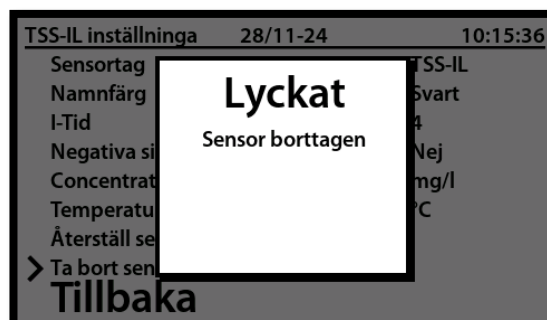 TSS-IL inställninga 28/11-24 10:15:36
Sensortag TSS-IL
Namnfärg Svart
I-Tid 4
Negativa si Nej
Concentrat mg/l
Temperatu °C
Återställ se
Ta bort sen
Tillbaka
Lyckat
Sensor borttagen